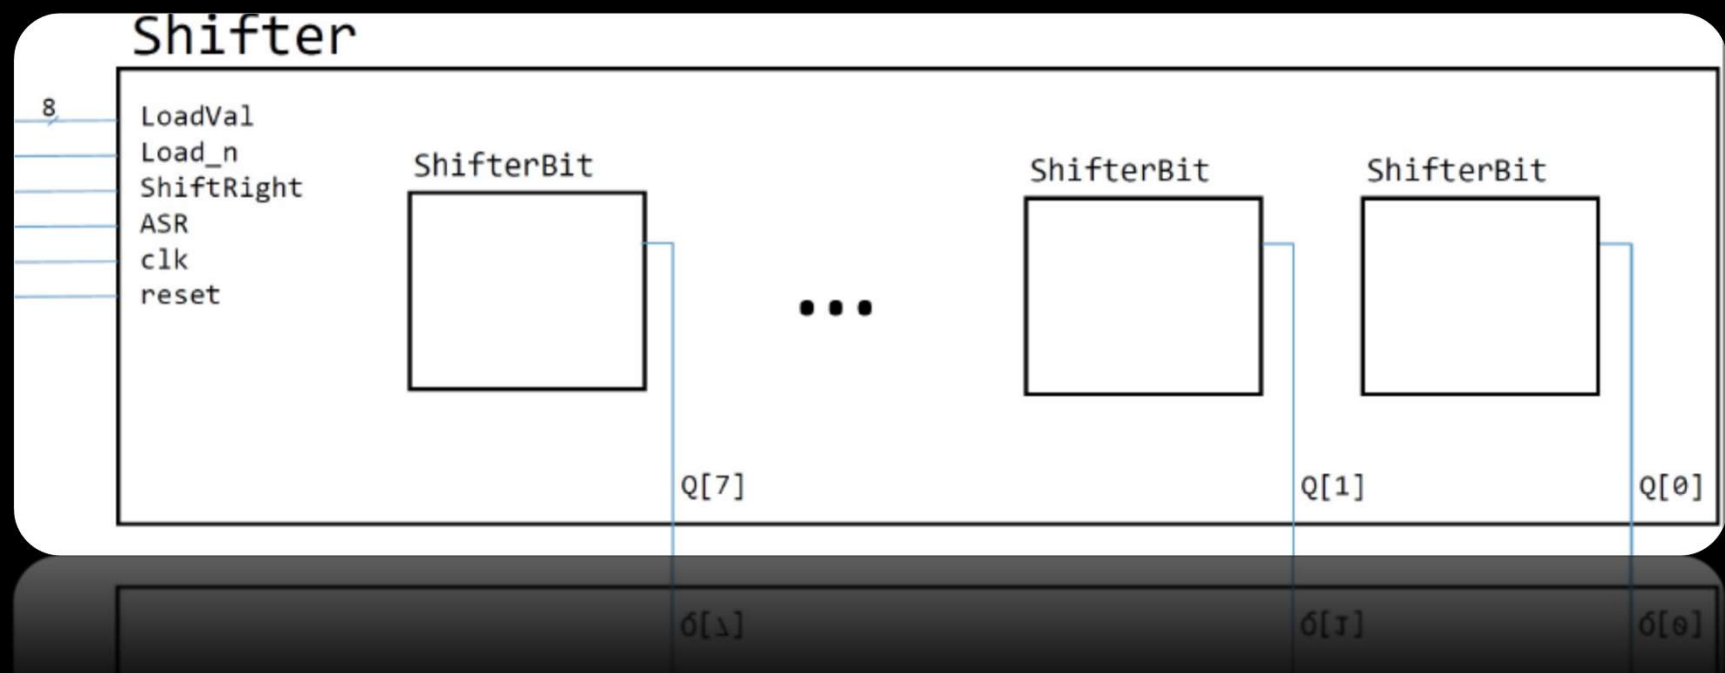 Shifter
8
LoadVal
Load_n
ShiftRight
ASR
clk
reset
ShifterBit
ShifterBit
ShifterBit
...
Q[7]
Q[1]
Q[0]